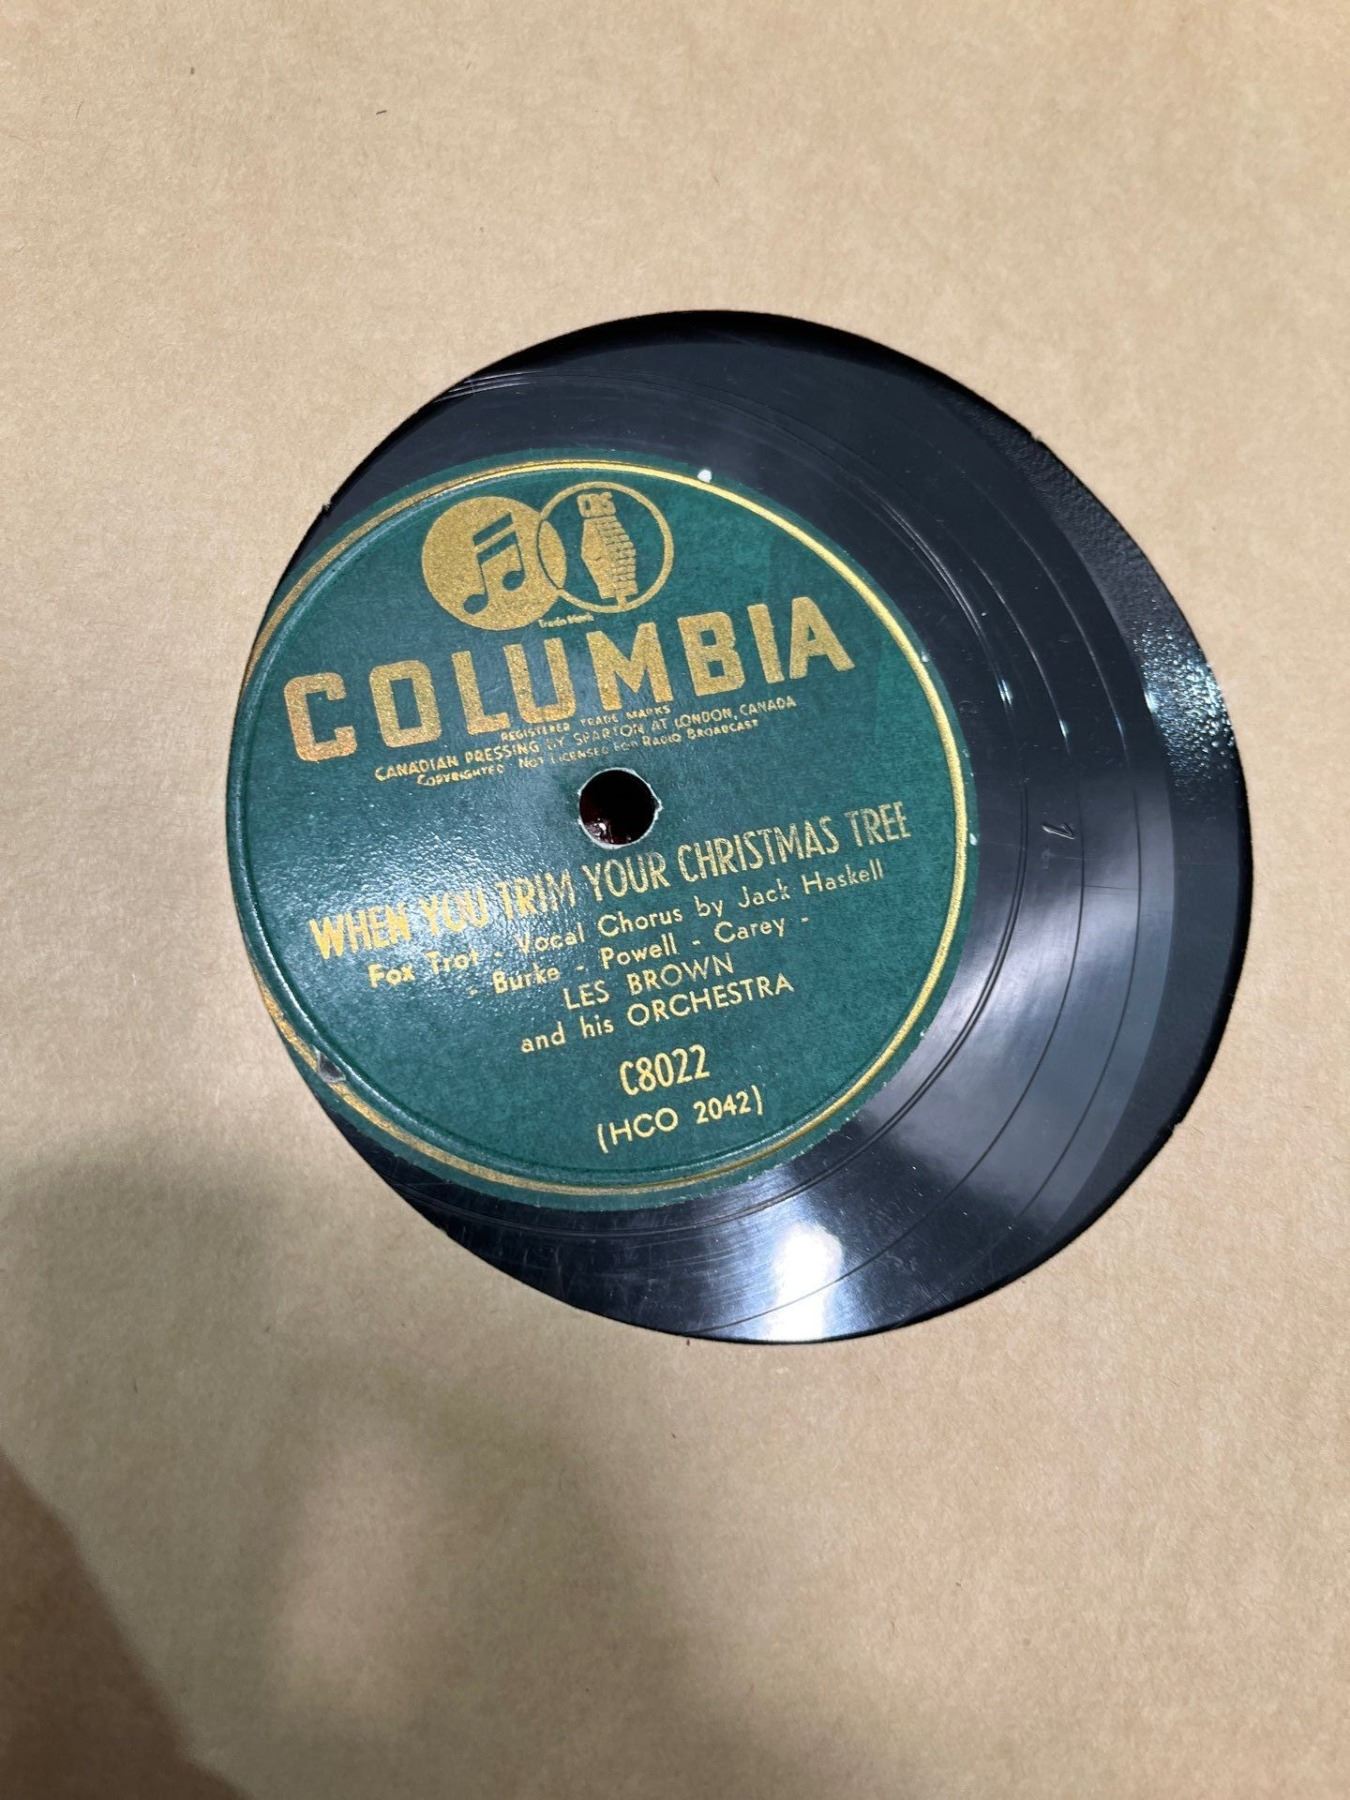 CBS
Trade Mark
COLUMBIA
REGISTERED TRADE MARKS
CANADIAN PRESSING BY SPARTON AT LONDON, CANADA
COPYRIGHTED NOT LICENSED FOR RADIO BROADCAST
WHEN YOU TRIM YOUR CHRISTMAS TREE
Fox Trot - Vocal Chorus by Jack Haskell
- Burke - Powell - Carey -
LES BROWN
and his ORCHESTRA
C8022
(HCO 2042)
7